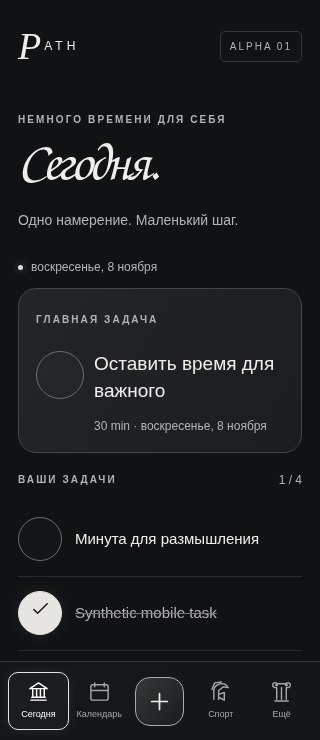 PATH
ALPHA 01
НЕМНОГО ВРЕМЕНИ ДЛЯ СЕБЯ
Сегодня.
Одно намерение. Маленький шаг.
воскресенье, 8 ноября
ГЛАВНАЯ ЗАДАЧА
Оставить время для
важного
30 min · воскресенье, 8 ноября
ВАШИ ЗАДАЧИ
1 / 4
Минута для размышления
Synthetic mobile task
Сегодня
Календарь
Спорт
Ещё